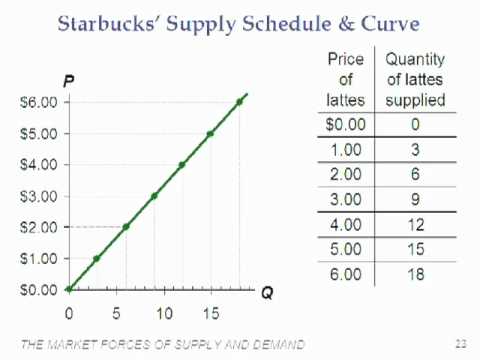 Starbucks' Supply Schedule & Curve
P
$6.00
$5.00
$4.00
$3.00
$2.00
$1.00
$0.00
0 5 10 15
Q
Price of lattes
Quantity of lattes supplied
$0.00 0
1.00 3
2.00 6
3.00 9
4.00 12
5.00 15
6.00 18
THE MARKET FORCES OF SUPPLY AND DEMAND
23